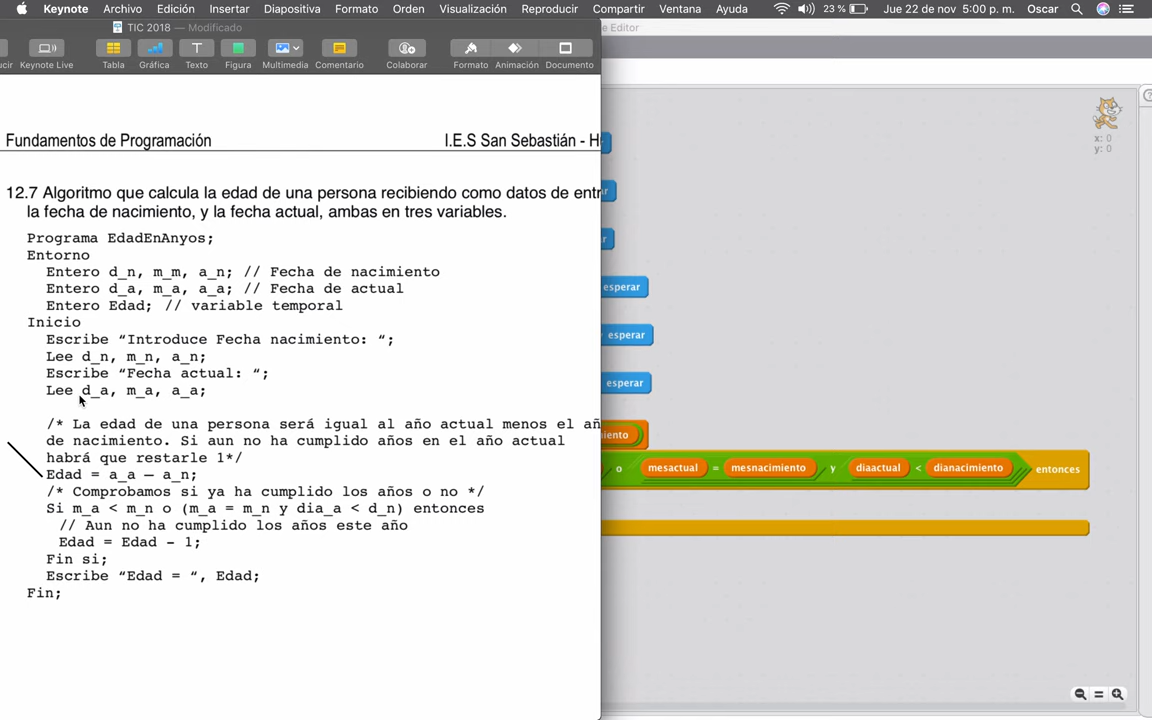 Keynote Archivo Edición Insertar Diapositiva Formato Orden Visualización Reproducir Compartir Ventana Ayuda 23 % Jue 22 de nov 5:00 p. m. Oscar
TIC 2018 — Modificado
Editor
ucir Keynote Live Tabla Gráfica Texto Figura Multimedia Comentario Colaborar Formato Animación Documento
Fundamentos de Programación I.E.S San Sebastián - H
x: 0
y: 0
12.7 Algoritmo que calcula la edad de una persona recibiendo como datos de entr
la fecha de nacimiento, y la fecha actual, ambas en tres variables.
Programa EdadEnAnyos;
Entorno
Entero d_n, m_m, a_n; // Fecha de nacimiento
Entero d_a, m_a, a_a; // Fecha de actual
Entero Edad; // variable temporal
Inicio
Escribe “Introduce Fecha nacimiento: “;
Lee d_n, m_n, a_n;
Escribe “Fecha actual: “;
Lee d_a, m_a, a_a;
/* La edad de una persona será igual al año actual menos el añ
de nacimiento. Si aun no ha cumplido años en el año actual
habrá que restarle 1*/
Edad = a_a – a_n;
/* Comprobamos si ya ha cumplido los años o no */
Si m_a < m_n o (m_a = m_n y dia_a < d_n) entonces
// Aun no ha cumplido los años este año
Edad = Edad - 1;
Fin si;
Escribe “Edad = “, Edad;
Fin;
ar
ar
r
esperar
esperar
esperar
iento
o mesactual = mesnacimiento y diaactual < dianacimiento entonces